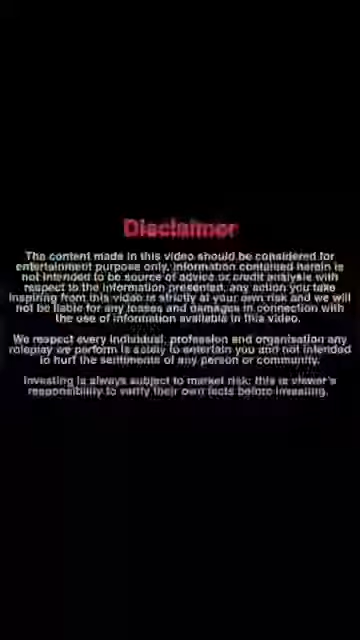 Disclaimer
The content made in this video should be considered for
entertainment purpose only, information contained herein is
not intended to be source of advice or credit analysis with
respect to the information presented, any action you take
inspiring from this video is strictly at your own risk and we will
not be liable for any losses and damages in connection with
the use of information available in this video.
We respect every individual, profession and organisation any
roleplay we perform is solely to entertain you and not intended
to hurt the sentiments of any person or community.
Investing is always subject to market risk; this is viewer's
responsibility to verify their own facts before investing.